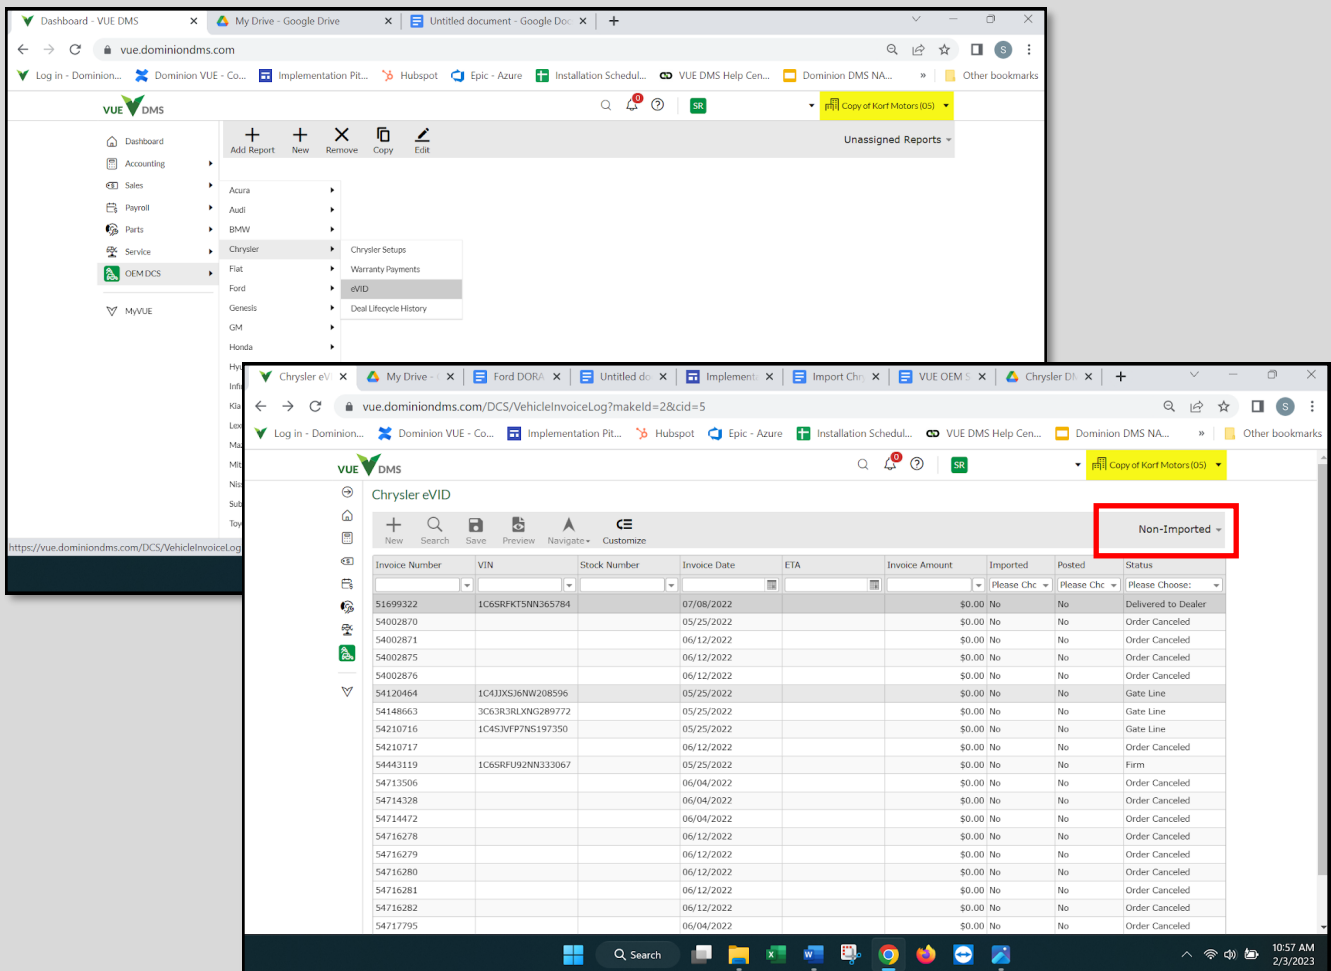 Dashboard - VUE DMS
My Drive - Google Drive
Untitled document - Google Doc
vue.dominiondms.com
S
Log in - Dominion...
Dominion VUE - Co...
Implementation Pit...
Hubspot
Epic - Azure
Installation Schedul...
VUE DMS Help Cen...
Dominion DMS NA...
»
Other bookmarks
VUE DMS
0
SR
Copy of Korf Motors (05)
Dashboard
Accounting
Sales
Payroll
Parts
Service
OEM DCS
MyVUE
Add Report
New
Remove
Copy
Edit
Unassigned Reports
Acura
Audi
BMW
Chrysler
Fiat
Ford
Genesis
GM
Honda
Hyu
Infi
Kia
Lex
Maz
Mit
Nis
Sub
Toy
Chrysler Setups
Warranty Payments
eVID
Deal Lifecycle History
https://vue.dominiondms.com/DCS/VehicleInvoiceLog
Chrysler eV
My Drive -
Ford DORA
Untitled do
Implement
Import Chr
VUE OEM S
Chrysler DM
vue.dominiondms.com/DCS/VehicleInvoiceLog?makeId=2&cid=5
S
Log in - Dominion...
Dominion VUE - Co...
Implementation Pit...
Hubspot
Epic - Azure
Installation Schedul...
VUE DMS Help Cen...
Dominion DMS NA...
»
Other bookmarks
VUE DMS
0
SR
Copy of Korf Motors (05)
Chrysler eVID
New
Search
Save
Preview
Navigate
Customize
Non-Imported
Invoice Number VIN Stock Number Invoice Date ETA Invoice Amount Imported Posted Status
Please Chc Please Chc Please Choose:
51699322 1C6SRFKT5NN365784 07/08/2022 $0.00 No No Delivered to Dealer
54002870 05/25/2022 $0.00 No No Order Canceled
54002871 06/12/2022 $0.00 No No Order Canceled
54002875 06/12/2022 $0.00 No No Order Canceled
54002876 06/12/2022 $0.00 No No Order Canceled
54120464 1C4JJXSJ6NW208596 05/25/2022 $0.00 No No Gate Line
54148663 3C63R3RLXNG289772 05/25/2022 $0.00 No No Gate Line
54210716 1C4SJVFP7NS197350 05/25/2022 $0.00 No No Gate Line
54210717 06/12/2022 $0.00 No No Order Canceled
54443119 1C6SRFU92NN333067 05/25/2022 $0.00 No No Firm
54713506 06/04/2022 $0.00 No No Order Canceled
54714328 06/04/2022 $0.00 No No Order Canceled
54714472 06/04/2022 $0.00 No No Order Canceled
54716278 06/12/2022 $0.00 No No Order Canceled
54716279 06/12/2022 $0.00 No No Order Canceled
54716280 06/12/2022 $0.00 No No Order Canceled
54716281 06/12/2022 $0.00 No No Order Canceled
54716282 06/12/2022 $0.00 No No Order Canceled
54717795 06/04/2022 $0.00 No No Order Canceled
Search
10:57 AM
2/3/2023